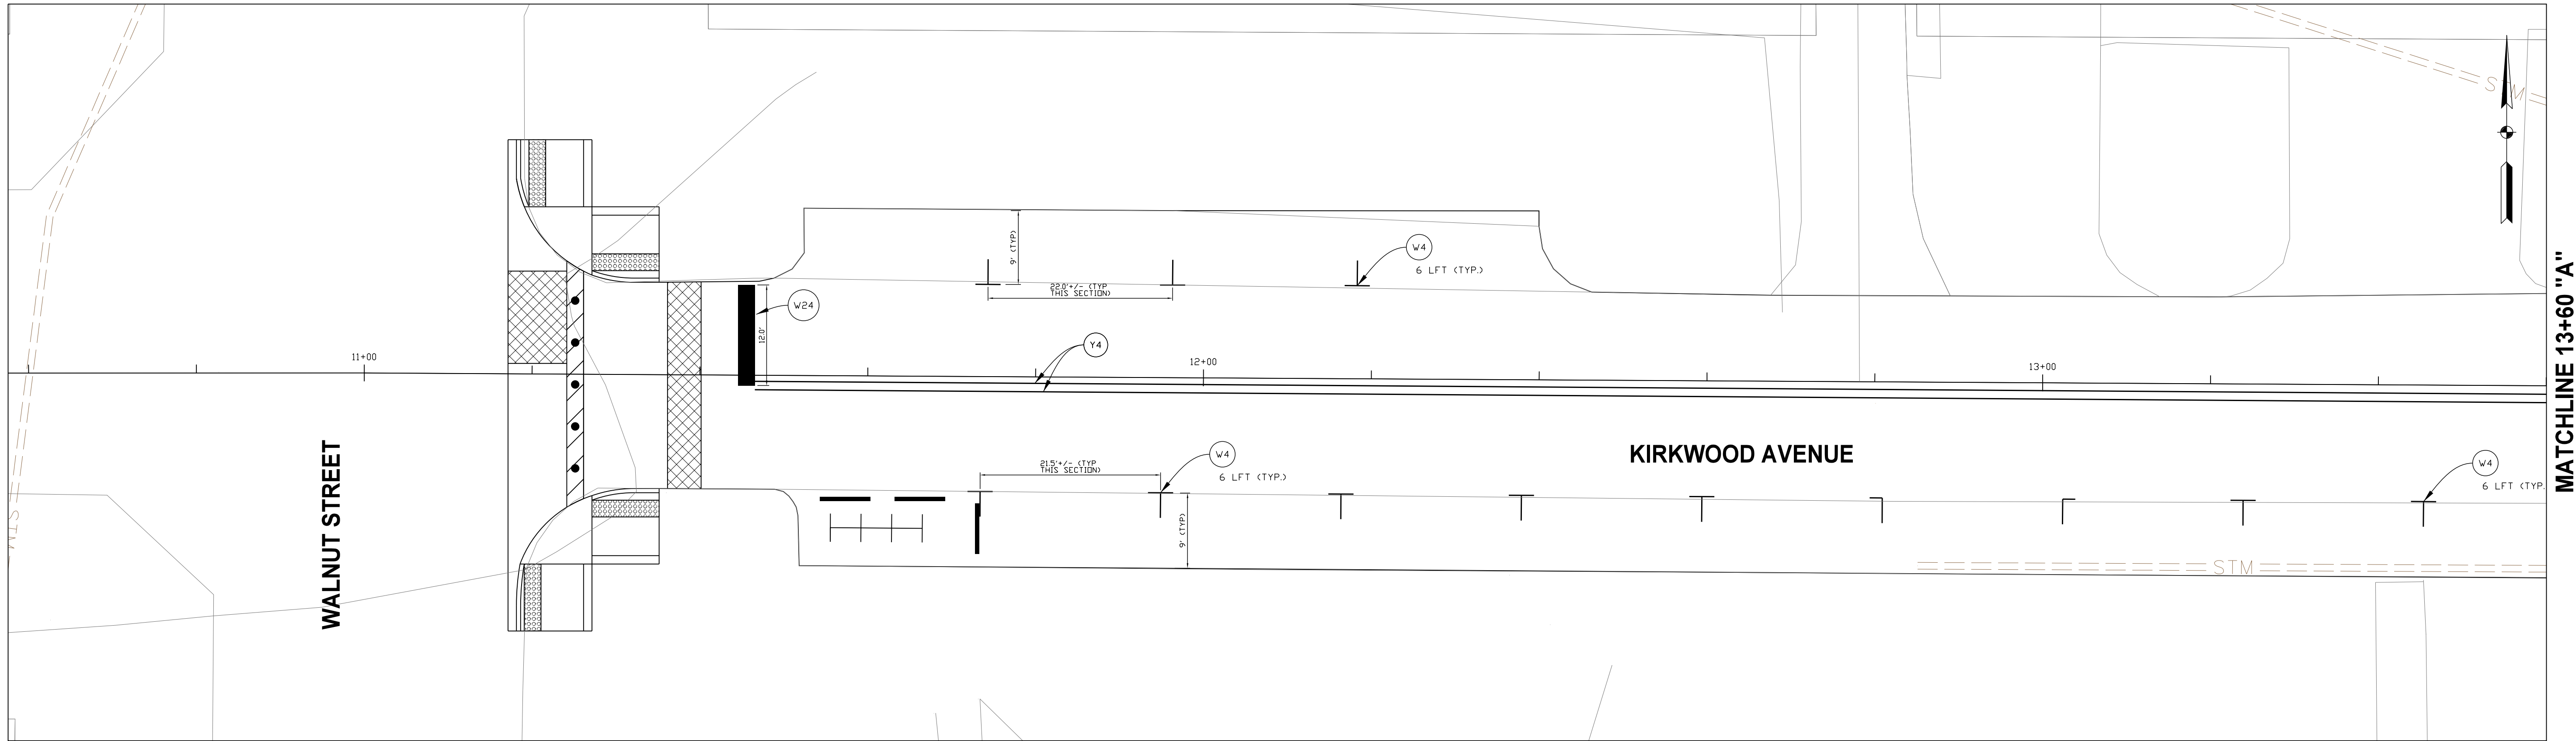 STM
9' (TYP)
W4
6 LFT (TYP.)
22.0'+/- (TYP
THIS SECTION)
W24
12.0'
Y4
11+00
12+00
13+00
MATCHLINE 13+60 "A"
WALNUT STREET
KIRKWOOD AVENUE
21.5'+/- (TYP
THIS SECTION)
W4
6 LFT (TYP.)
W4
6 LFT (TYP.
9' (TYP)
STM
STM